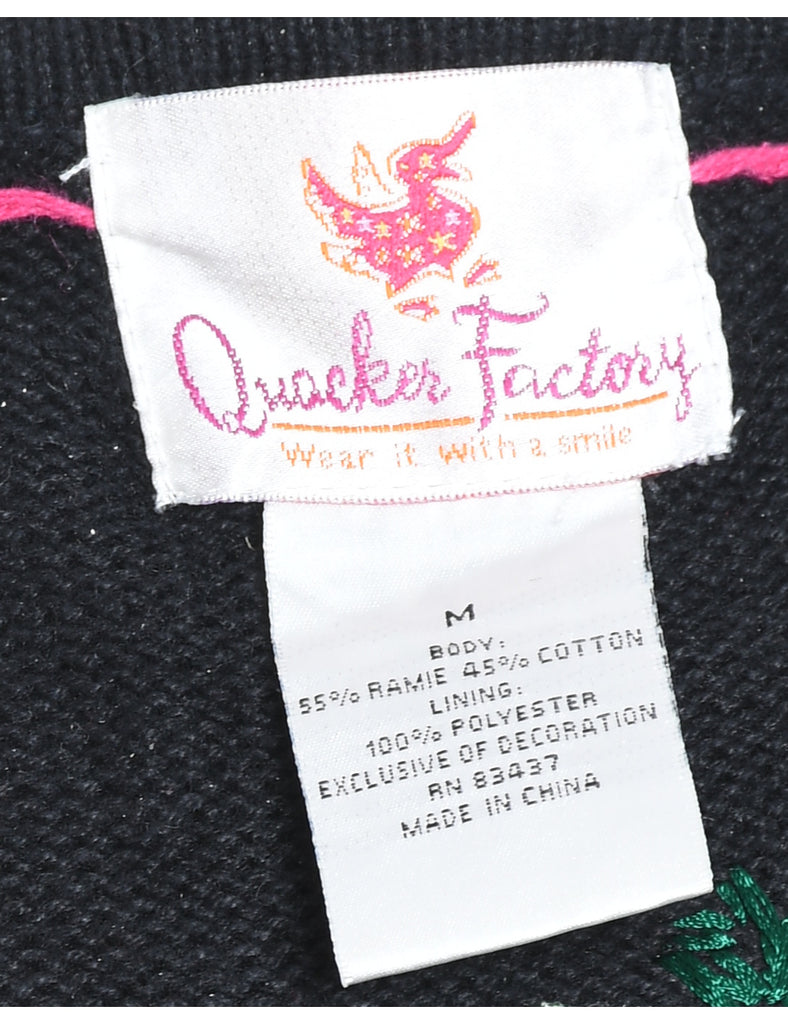 Quacker Factory
Wear it with a smile
M
BODY:
55% RAMIE 45% COTTON
LINING:
100% POLYESTER
EXCLUSIVE OF DECORATION
RN 83437
MADE IN CHINA